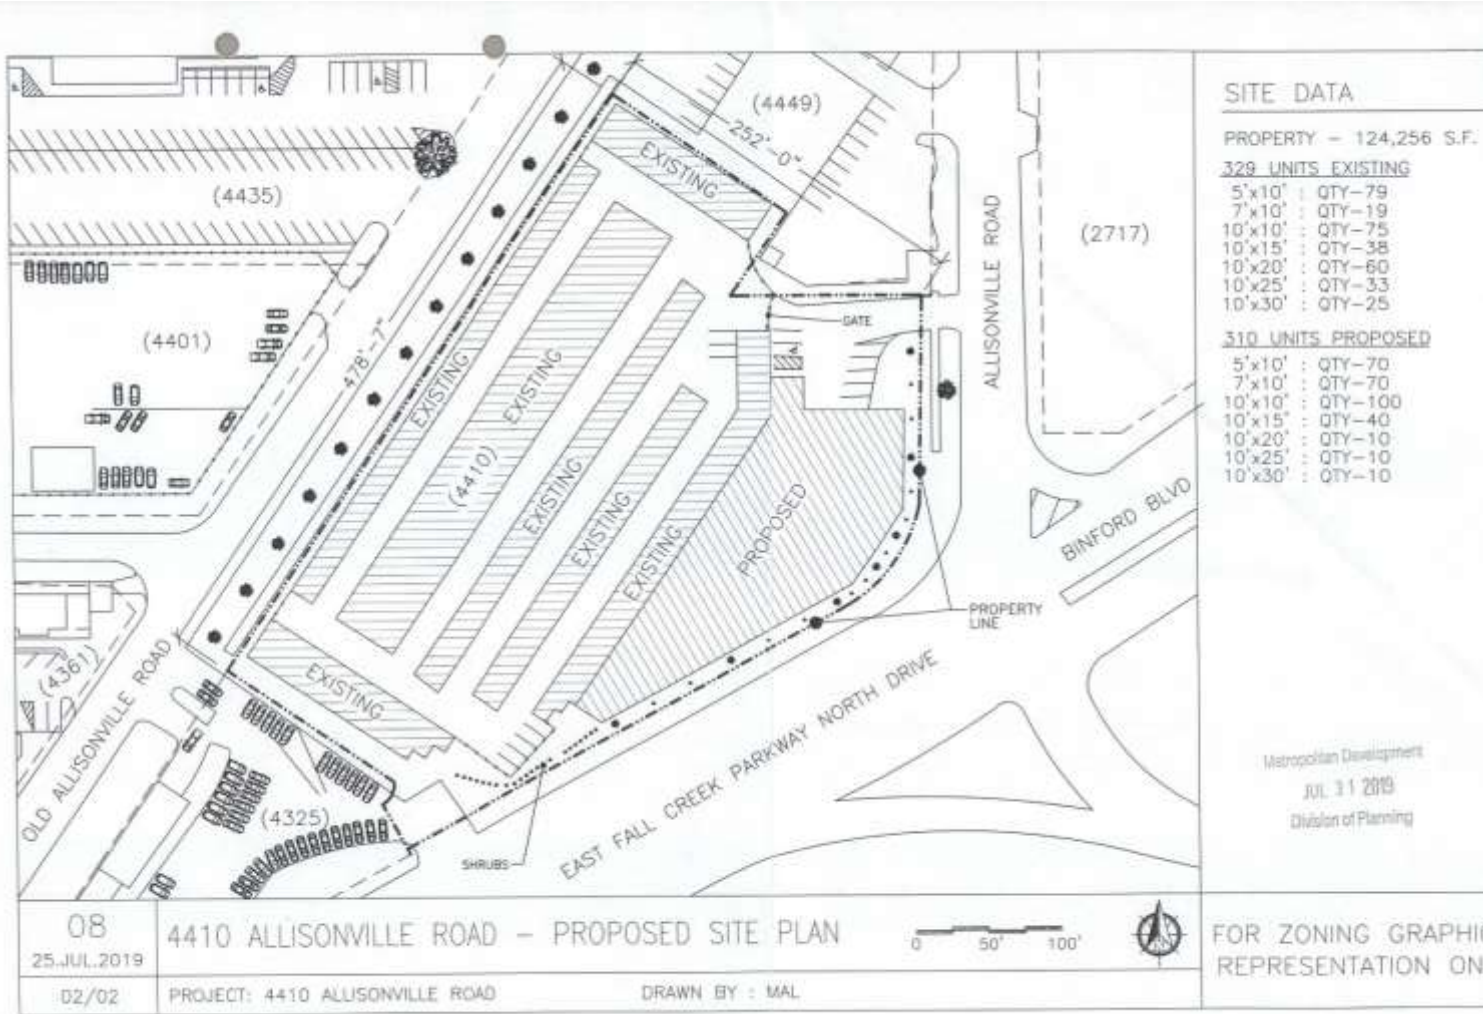 SITE DATA
PROPERTY - 124,256 S.F.
329 UNITS EXISTING
5'x10' : QTY-79
7'x10' : QTY-19
10'x10' : QTY-75
10'x15' : QTY-38
10'x20' : QTY-60
10'x25' : QTY-33
10'x30' : QTY-25
310 UNITS PROPOSED
5'x10' : QTY-70
7'x10' : QTY-70
10'x10' : QTY-100
10'x15' : QTY-40
10'x20' : QTY-10
10'x25' : QTY-10
10'x30' : QTY-10
(4449)
252'-0"
EXISTING
(4435)
(2717)
ALLISONVILLE ROAD
GATE
(4401)
478'-7"
EXISTING
EXISTING
(4410)
EXISTING
EXISTING
EXISTING
PROPOSED
BINFORD BLVD
PROPERTY
LINE
(4361)
OLD ALLISONVILLE ROAD
EXISTING
(4325)
SHRUBS
EAST FALL CREEK PARKWAY NORTH DRIVE
Metropolitan Development
JUL 31 2019
Division of Planning
08
25.JUL.2019
4410 ALLISONVILLE ROAD - PROPOSED SITE PLAN
0 50' 100'
FOR ZONING GRAPHIC
REPRESENTATION ON
02/02
PROJECT: 4410 ALLISONVILLE ROAD
DRAWN BY : MAL